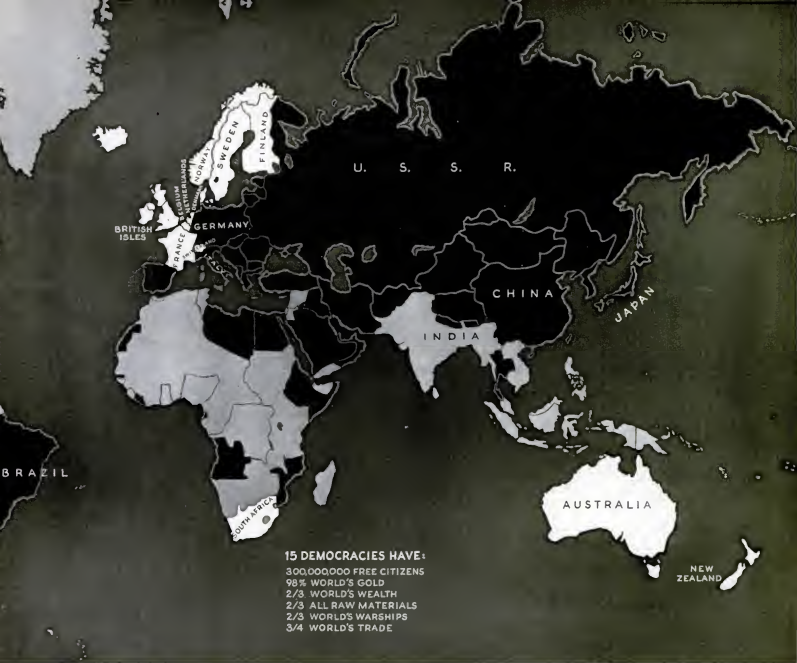 U. S. S. R.
SWEDEN
FINLAND
NORWAY
NETHERLANDS
BELGIUM
BRITISH
ISLES
GERMANY
FRANCE
CHINA
JAPAN
INDIA
BRAZIL
SOUTH AFRICA
AUSTRALIA
NEW
ZEALAND
15 DEMOCRACIES HAVE:
300,000,000 FREE CITIZENS
98% WORLD'S GOLD
2/3 WORLD'S WEALTH
2/3 ALL RAW MATERIALS
2/3 WORLD'S WARSHIPS
3/4 WORLD'S TRADE